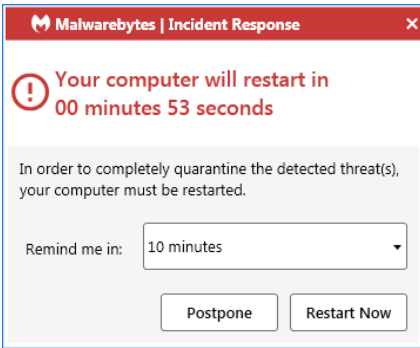 Malwarebytes | Incident Response
Your computer will restart in
00 minutes 53 seconds
In order to completely quarantine the detected threat(s),
your computer must be restarted.
Remind me in: 10 minutes
Postpone Restart Now